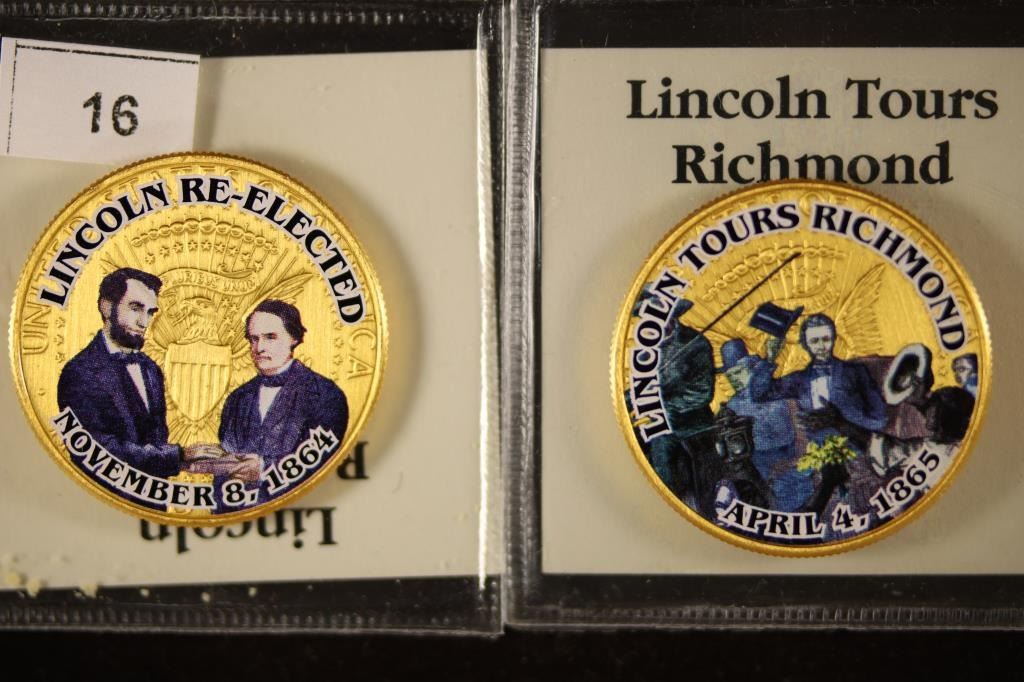 16
LINCOLN RE-ELECTED
NOVEMBER 8, 1864
Lincoln
Lincoln Tours
Richmond
LINCOLN TOURS RICHMOND
APRIL 4, 1865